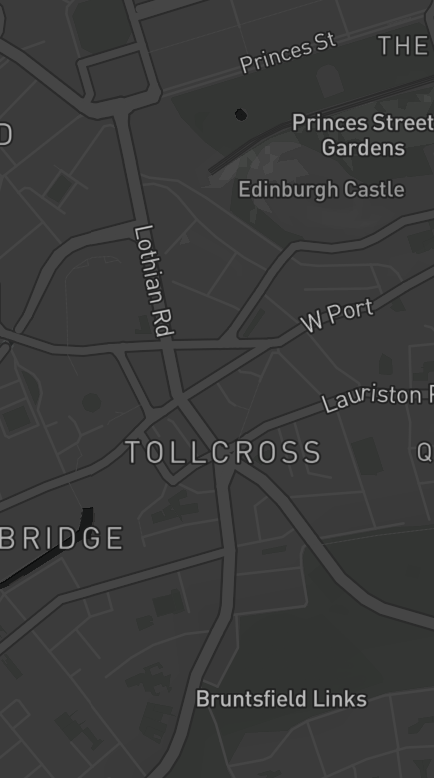 Princes St
THE
Princes Street
Gardens
D
Edinburgh Castle
Lothian Rd
W Port
Lauriston P
TOLLCROSS
Q
BRIDGE
Bruntsfield Links